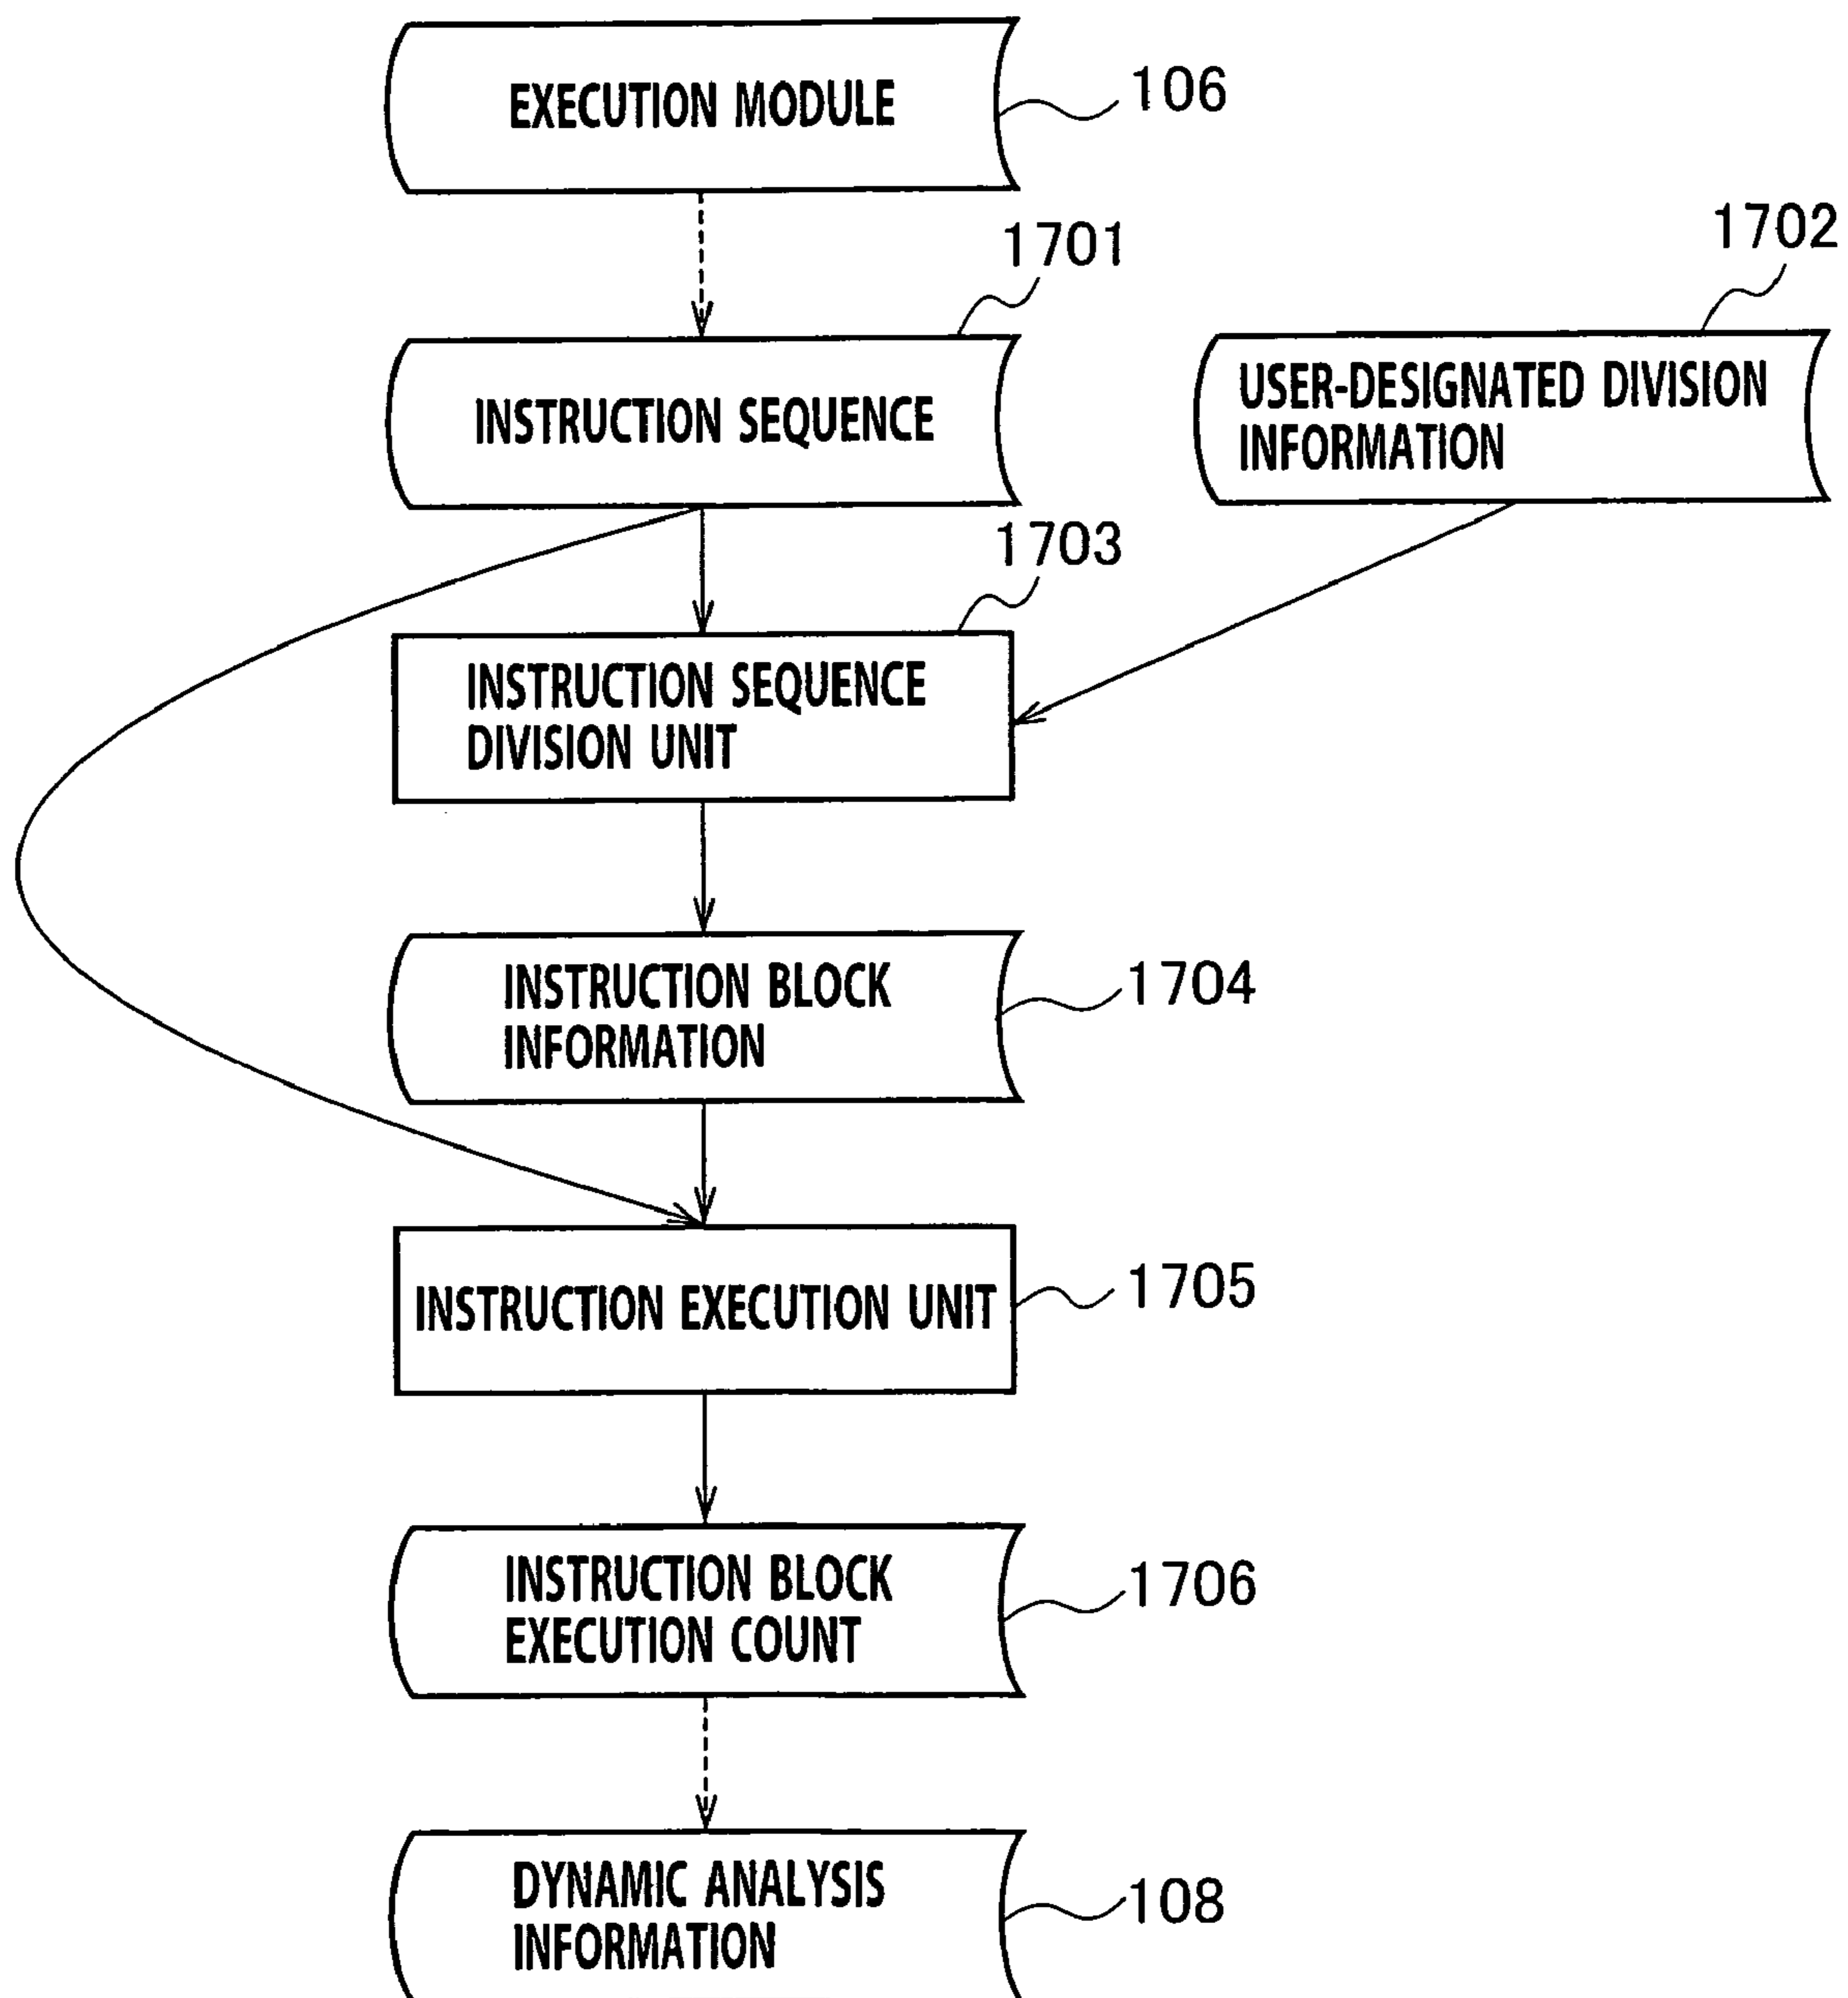 EXECUTION MODULE
106
1701
1702
INSTRUCTION SEQUENCE
USER-DESIGNATED DIVISION
INFORMATION
1703
INSTRUCTION SEQUENCE
DIVISION UNIT
INSTRUCTION BLOCK
INFORMATION
1704
INSTRUCTION EXECUTION UNIT
1705
INSTRUCTION BLOCK
EXECUTION COUNT
1706
DYNAMIC ANALYSIS
INFORMATION
108